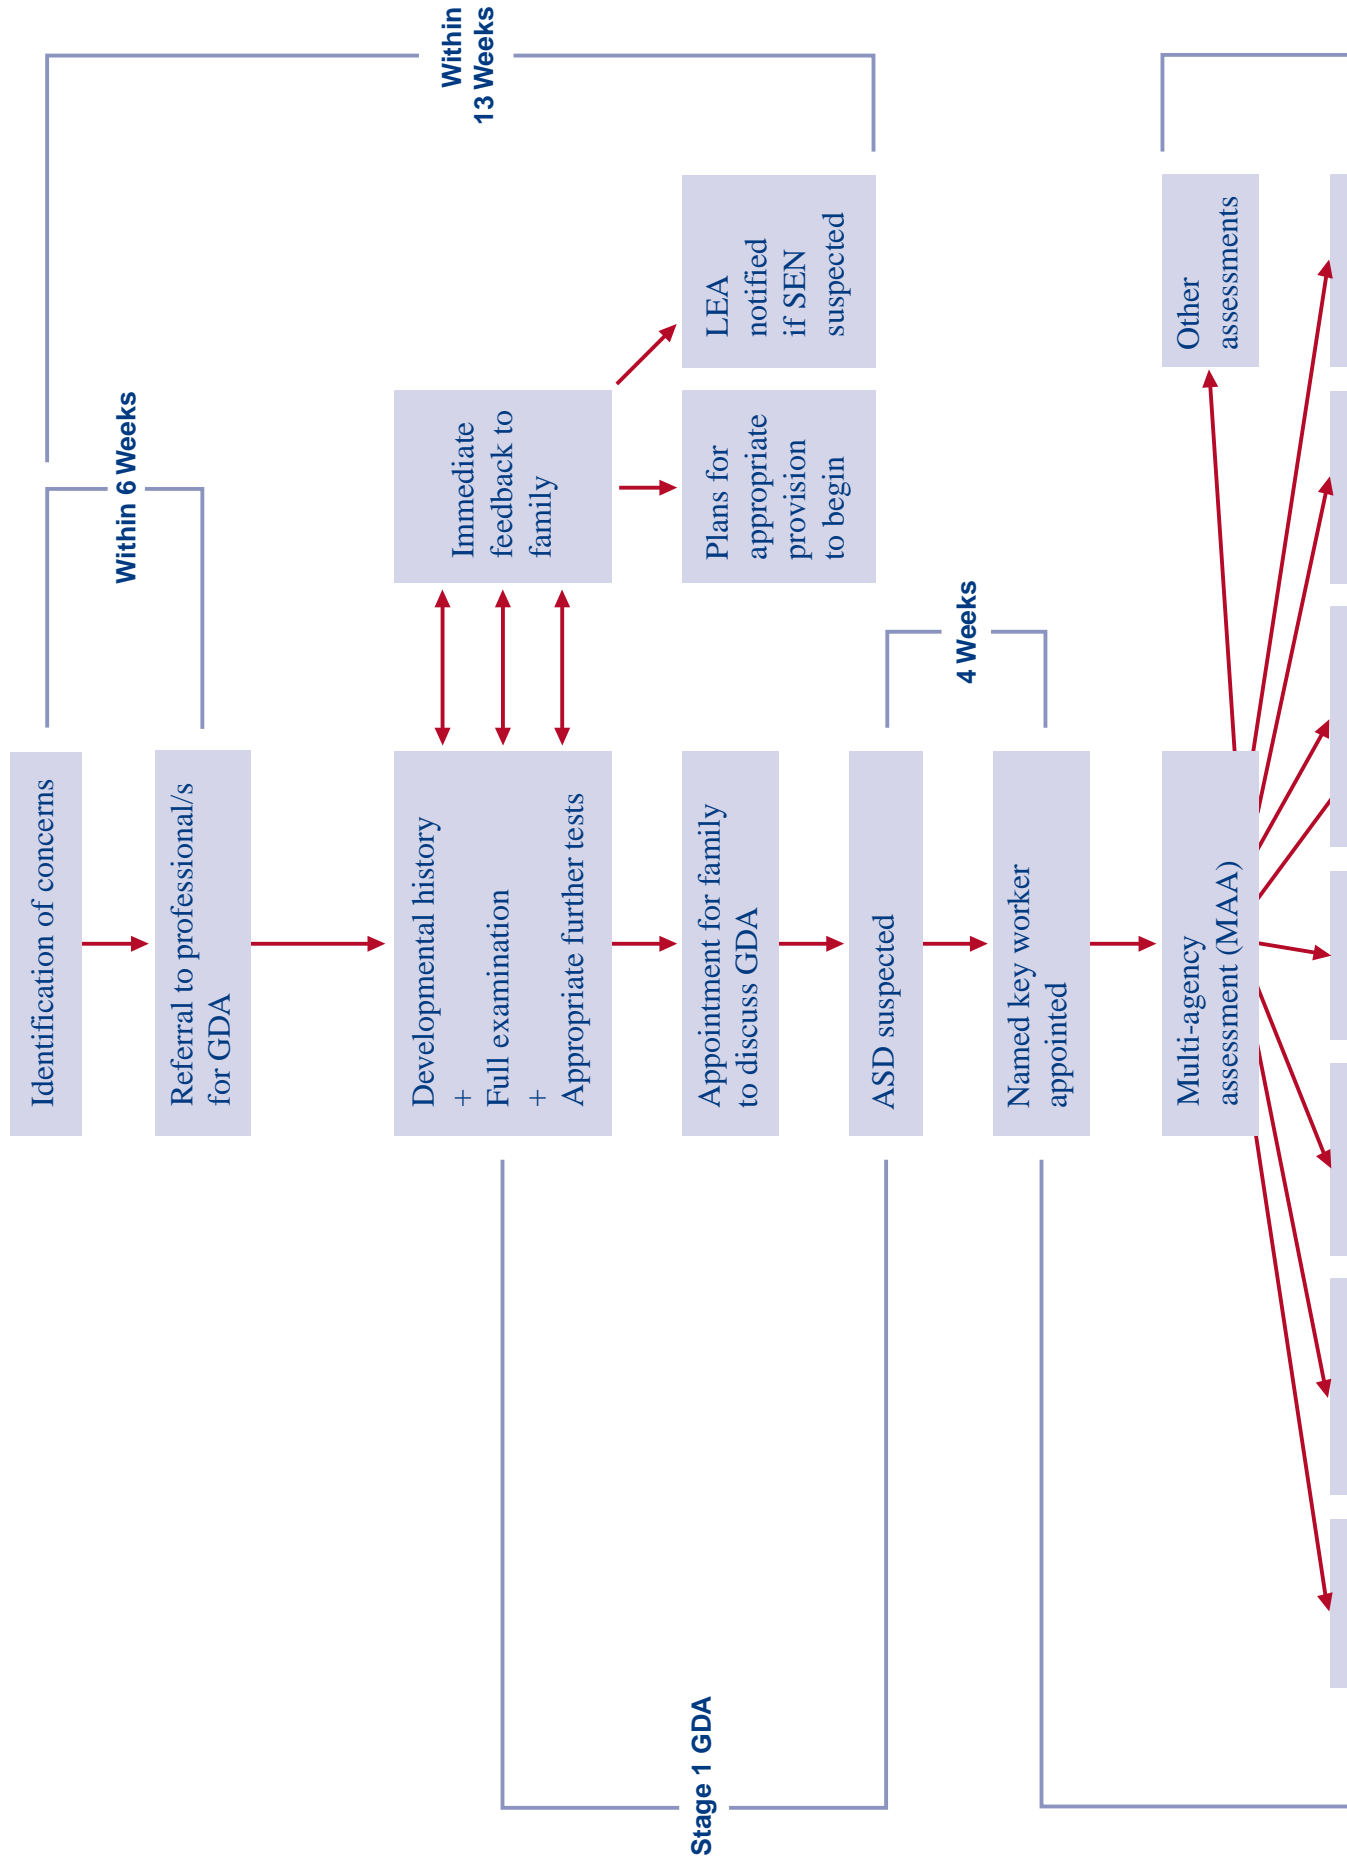 Identification of concerns
Within 6 Weeks
Within
13 Weeks
Referral to professional/s
for GDA
Developmental history
+
Full examination
+
Appropriate further tests
Immediate
feedback to
family
Stage 1 GDA
Appointment for family
to discuss GDA
Plans for
appropriate
provision
to begin
LEA
notified
if SEN
suspected
ASD suspected
4 Weeks
Named key worker
appointed
Multi-agency
assessment (MAA)
Other
assessments